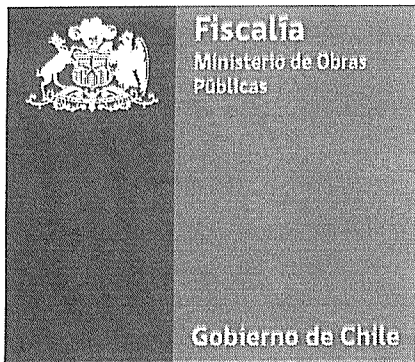 Fiscalía
Ministerio de Obras
Públicas
Gobierno de Chile